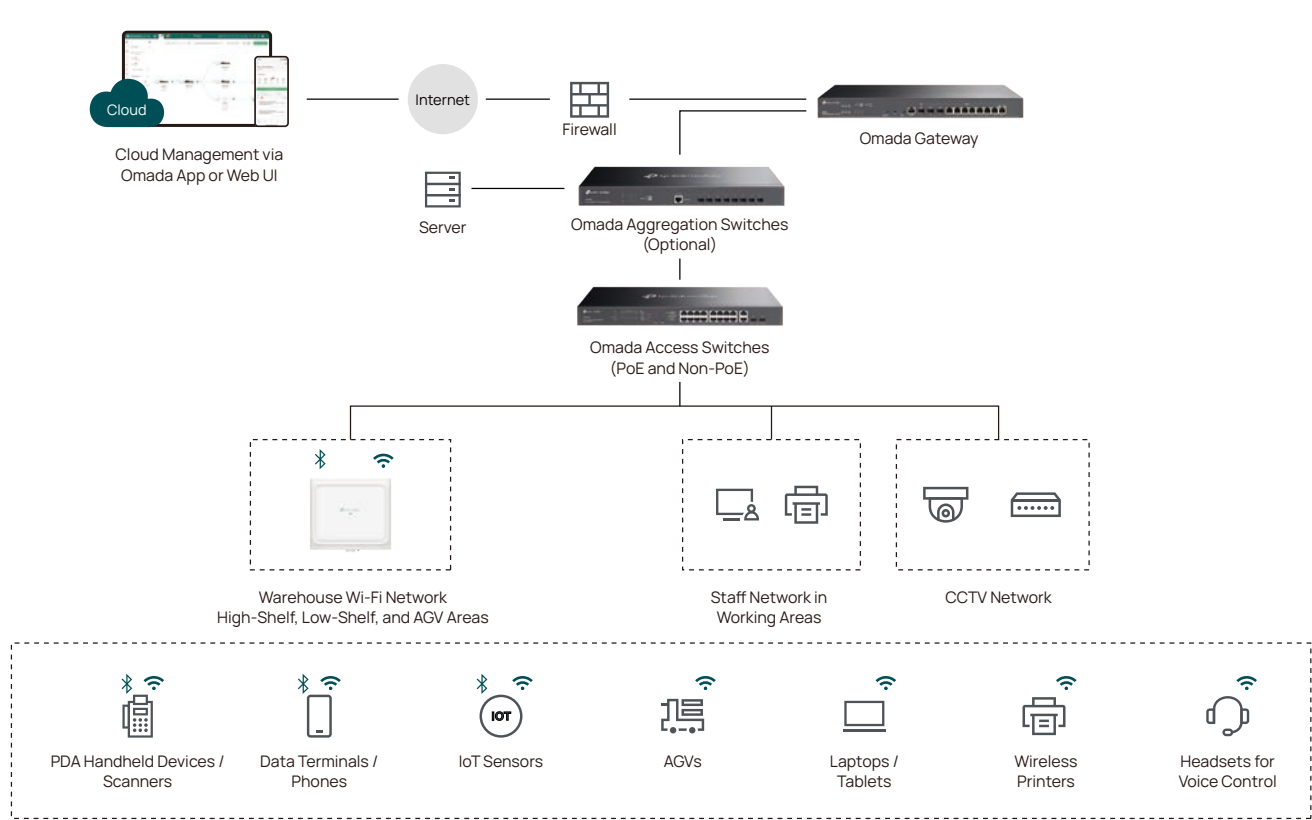 Cloud
Cloud Management via
Omada App or Web UI
Internet
Firewall
Omada Gateway
Server
Omada Aggregation Switches
(Optional)
Omada Access Switches
(PoE and Non-PoE)
Warehouse Wi-Fi Network
High-Shelf, Low-Shelf, and AGV Areas
Staff Network in
Working Areas
CCTV Network
PDA Handheld Devices /
Scanners
Data Terminals /
Phones
IOT
IoT Sensors
AGVs
Laptops /
Tablets
Wireless
Printers
Headsets for
Voice Control